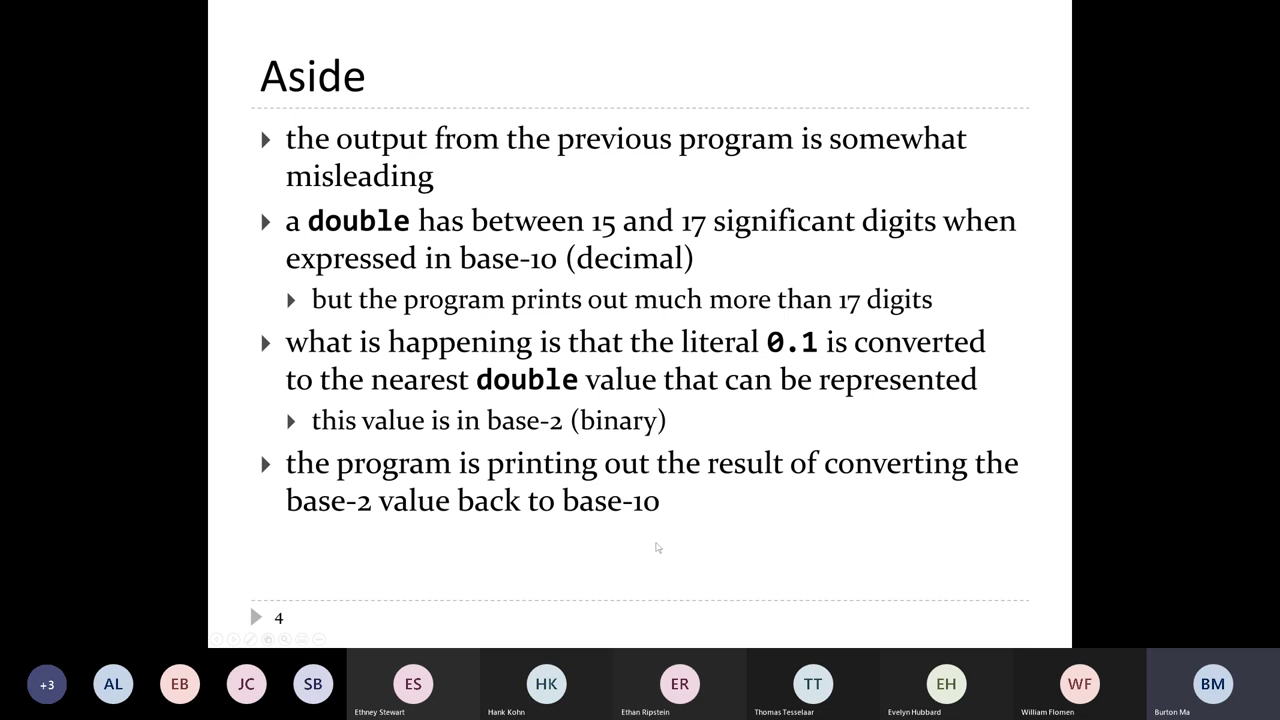 Aside
the output from the previous program is somewhat
misleading
a double has between 15 and 17 significant digits when
expressed in base-10 (decimal)
but the program prints out much more than 17 digits
what is happening is that the literal 0.1 is converted
to the nearest double value that can be represented
this value is in base-2 (binary)
the program is printing out the result of converting the
base-2 value back to base-10
4
+3 AL EB JC SB ES HK ER TT EH WF BM
Ethney Stewart Hank Kohn Ethan Ripstein Thomas Tesselaar Evelyn Hubbard William Flomen Burton Ma